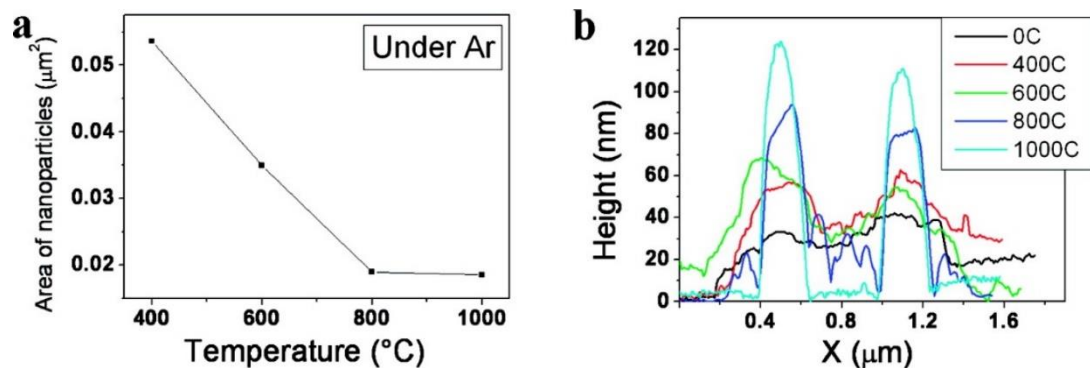 a
Under Ar
Area of nanoparticles (μm²)
0.05
0.04
0.03
0.02
400
600
800
1000
Temperature (°C)
b
0C
400C
600C
800C
1000C
Height (nm)
120
100
80
60
40
20
0
0.4
0.8
1.2
1.6
X (μm)